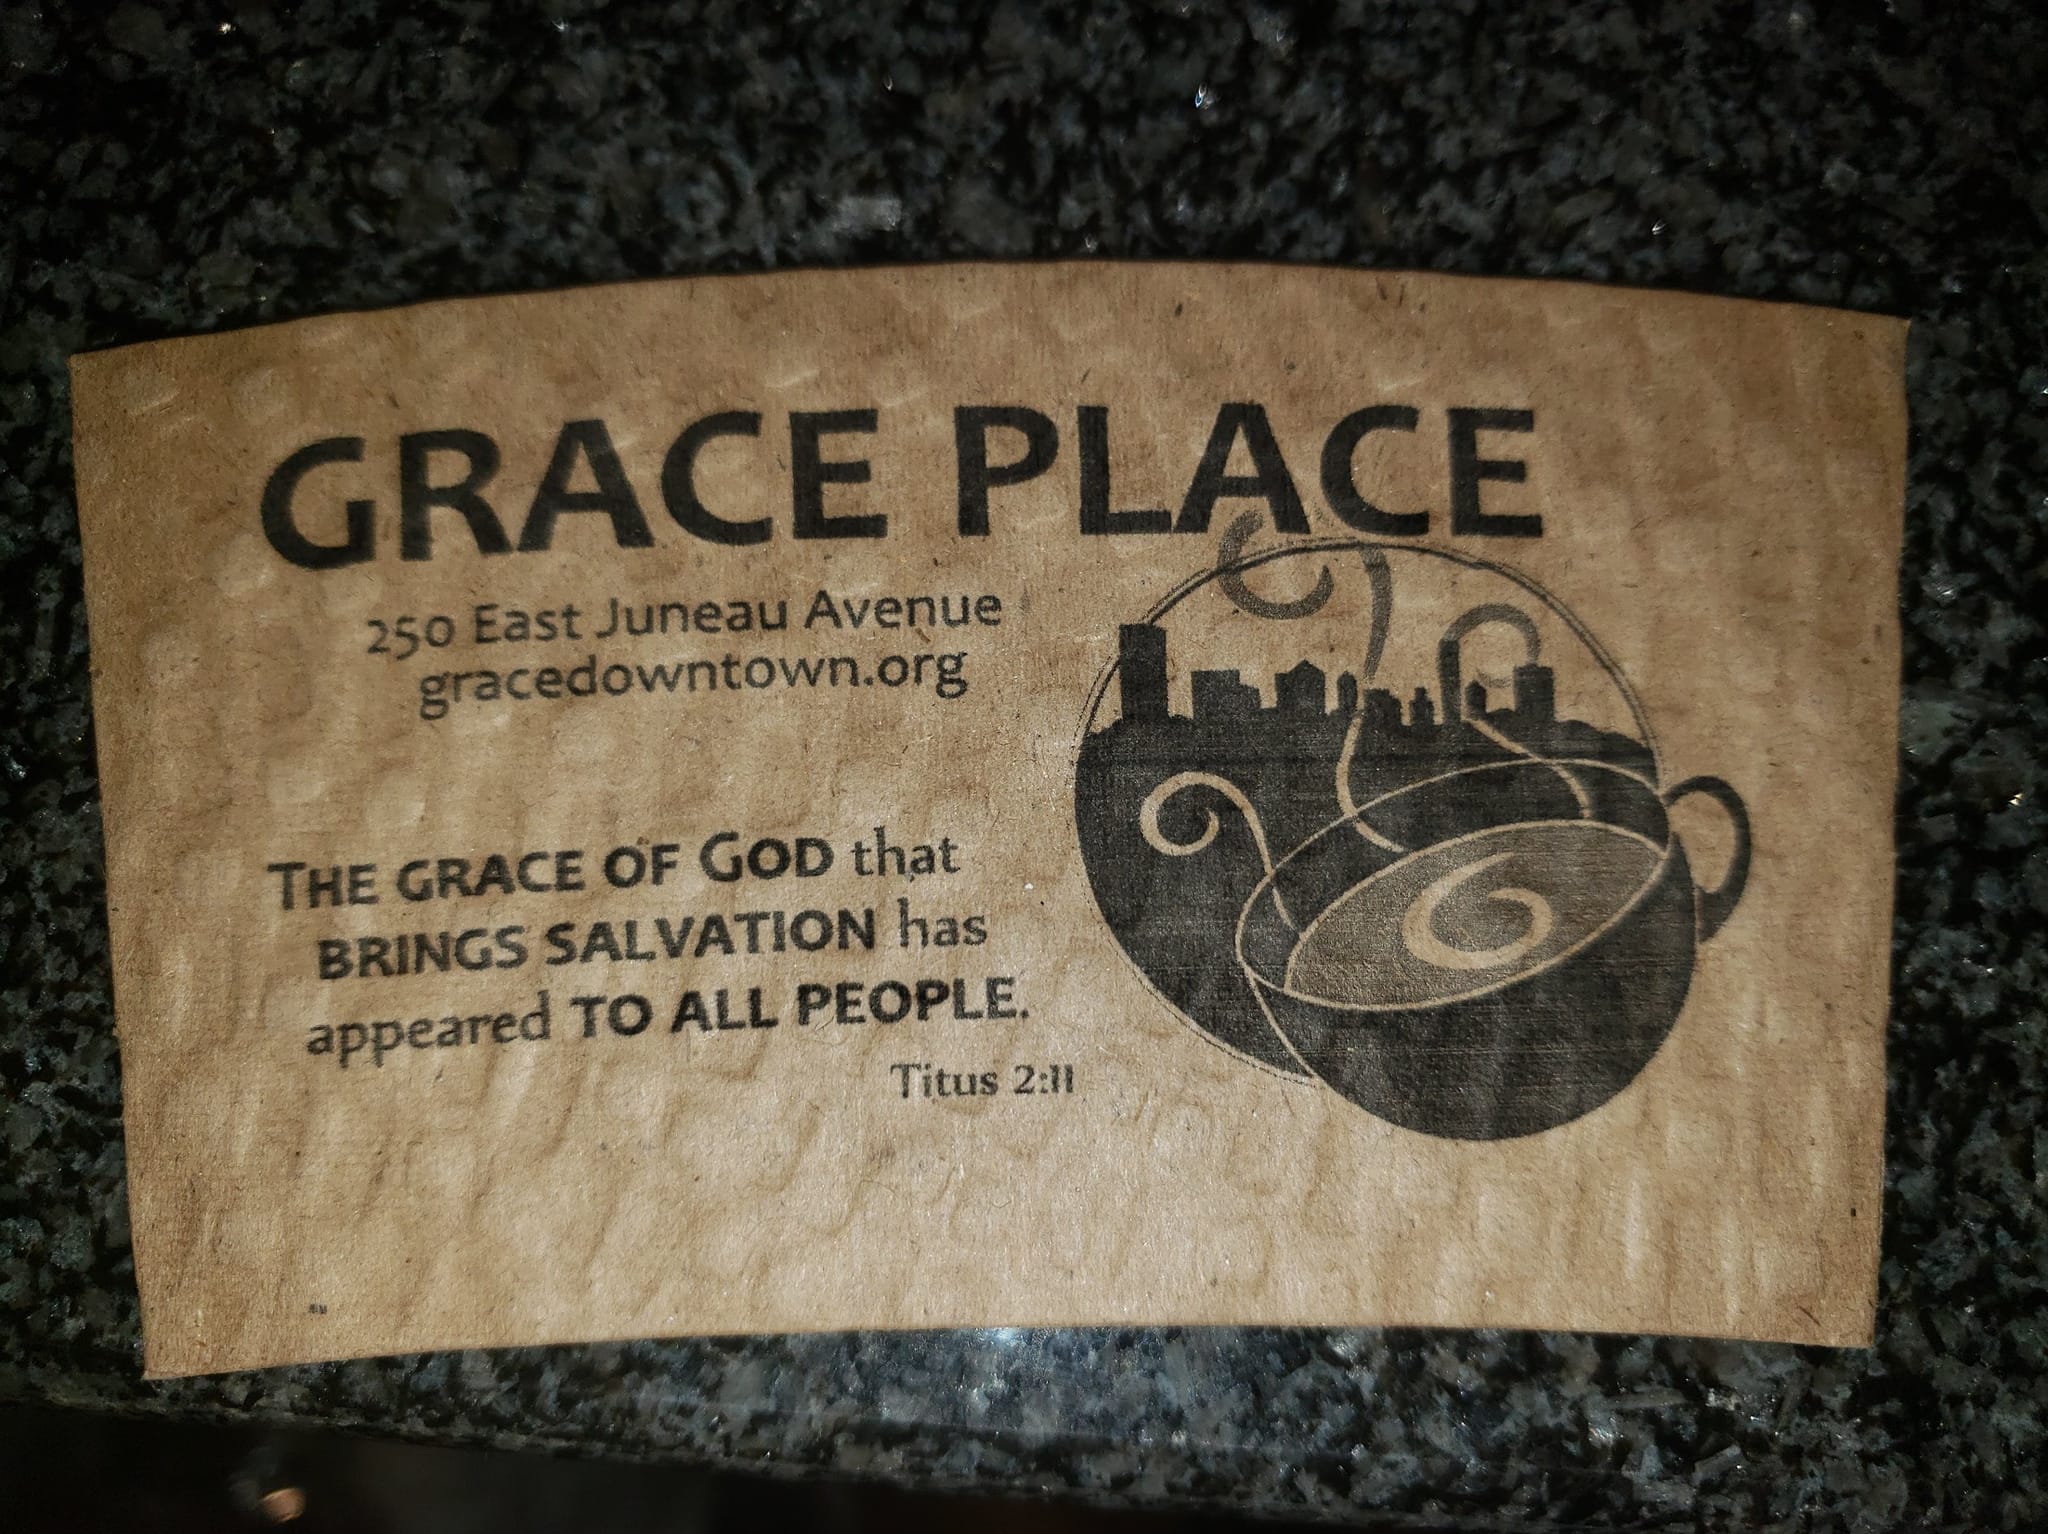 GRACE PLACE
250 East Juneau Avenue
gracedowntown.org
THE GRACE OF GOD that
BRINGS SALVATION has
appeared TO ALL PEOPLE.
Titus 2:11